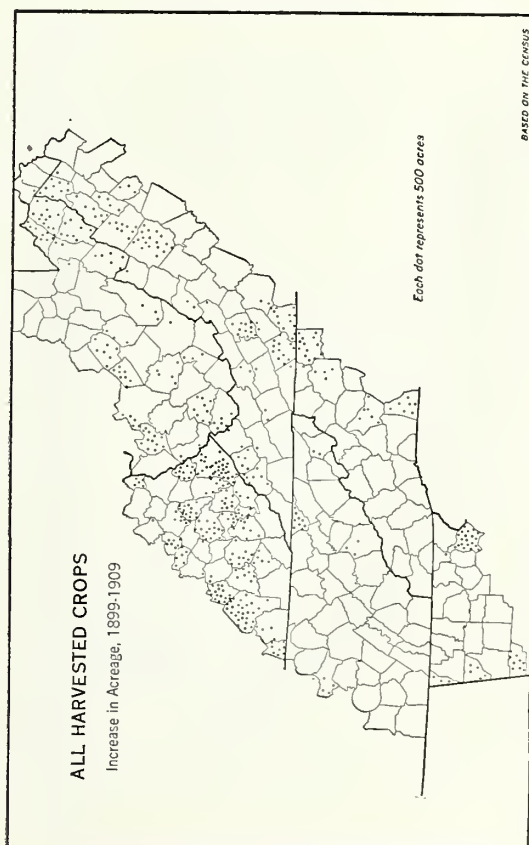 ALL HARVESTED CROPS
Increase in Acreage, 1899-1909
Each dot represents 500 acres
BASED ON THE CENSUS